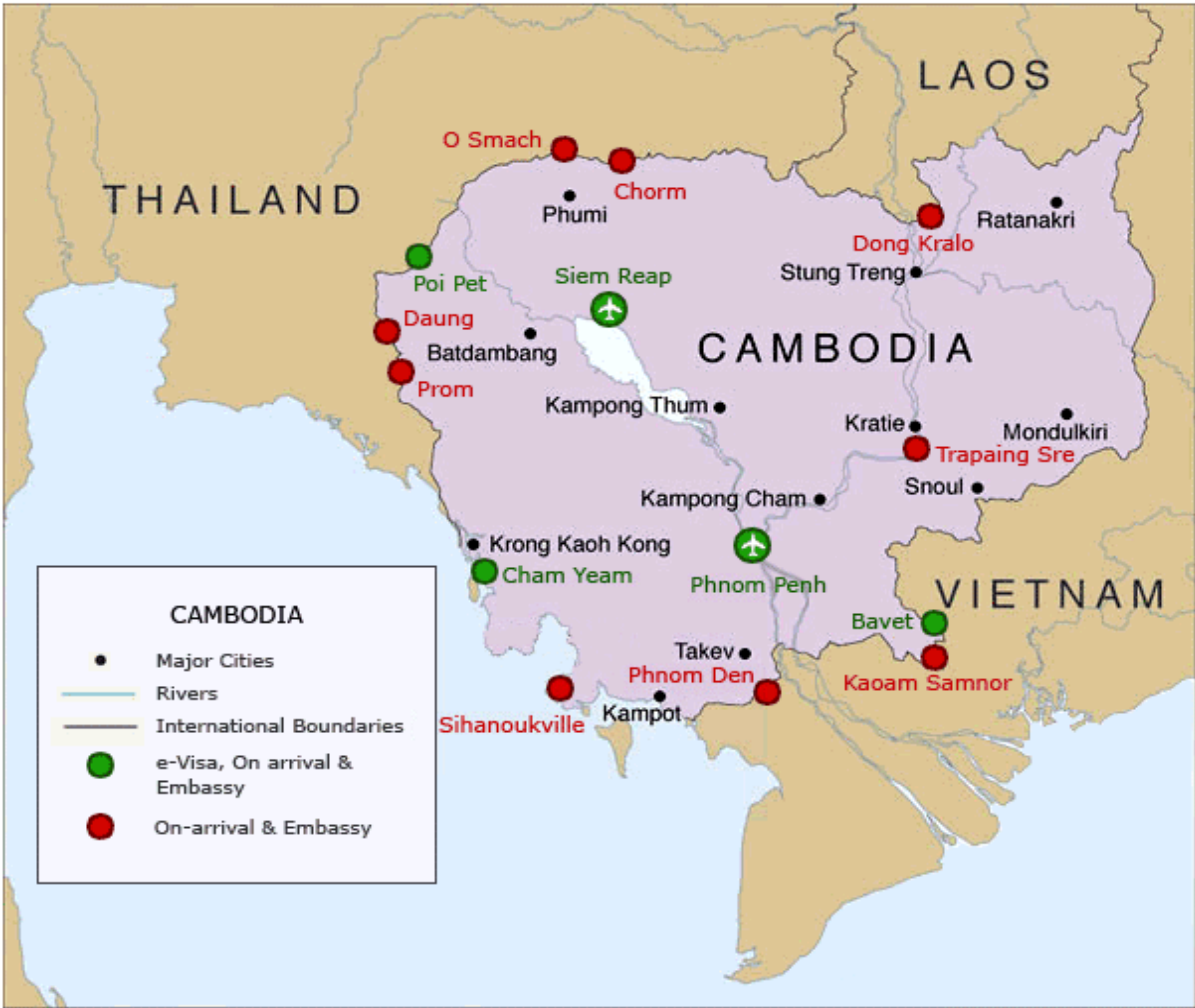 LAOS
O Smach
THAILAND
Chorm
Phumi
Ratanakri
Dong Kralo
Stung Treng
Siem Reap
Poi Pet
Daung
CAMBODIA
Batdambang
Prom
Kampong Thum
Kratie
Mondulkiri
Trapaing Sre
Snoul
Kampong Cham
Krong Kaoh Kong
Cham Yeam
Phnom Penh
VIETNAM
Bavet
Takev
Phnom Den
Kaoam Samnor
Kampot
Sihanoukville
CAMBODIA
Major Cities
Rivers
International Boundaries
e-Visa, On arrival &
Embassy
On-arrival & Embassy